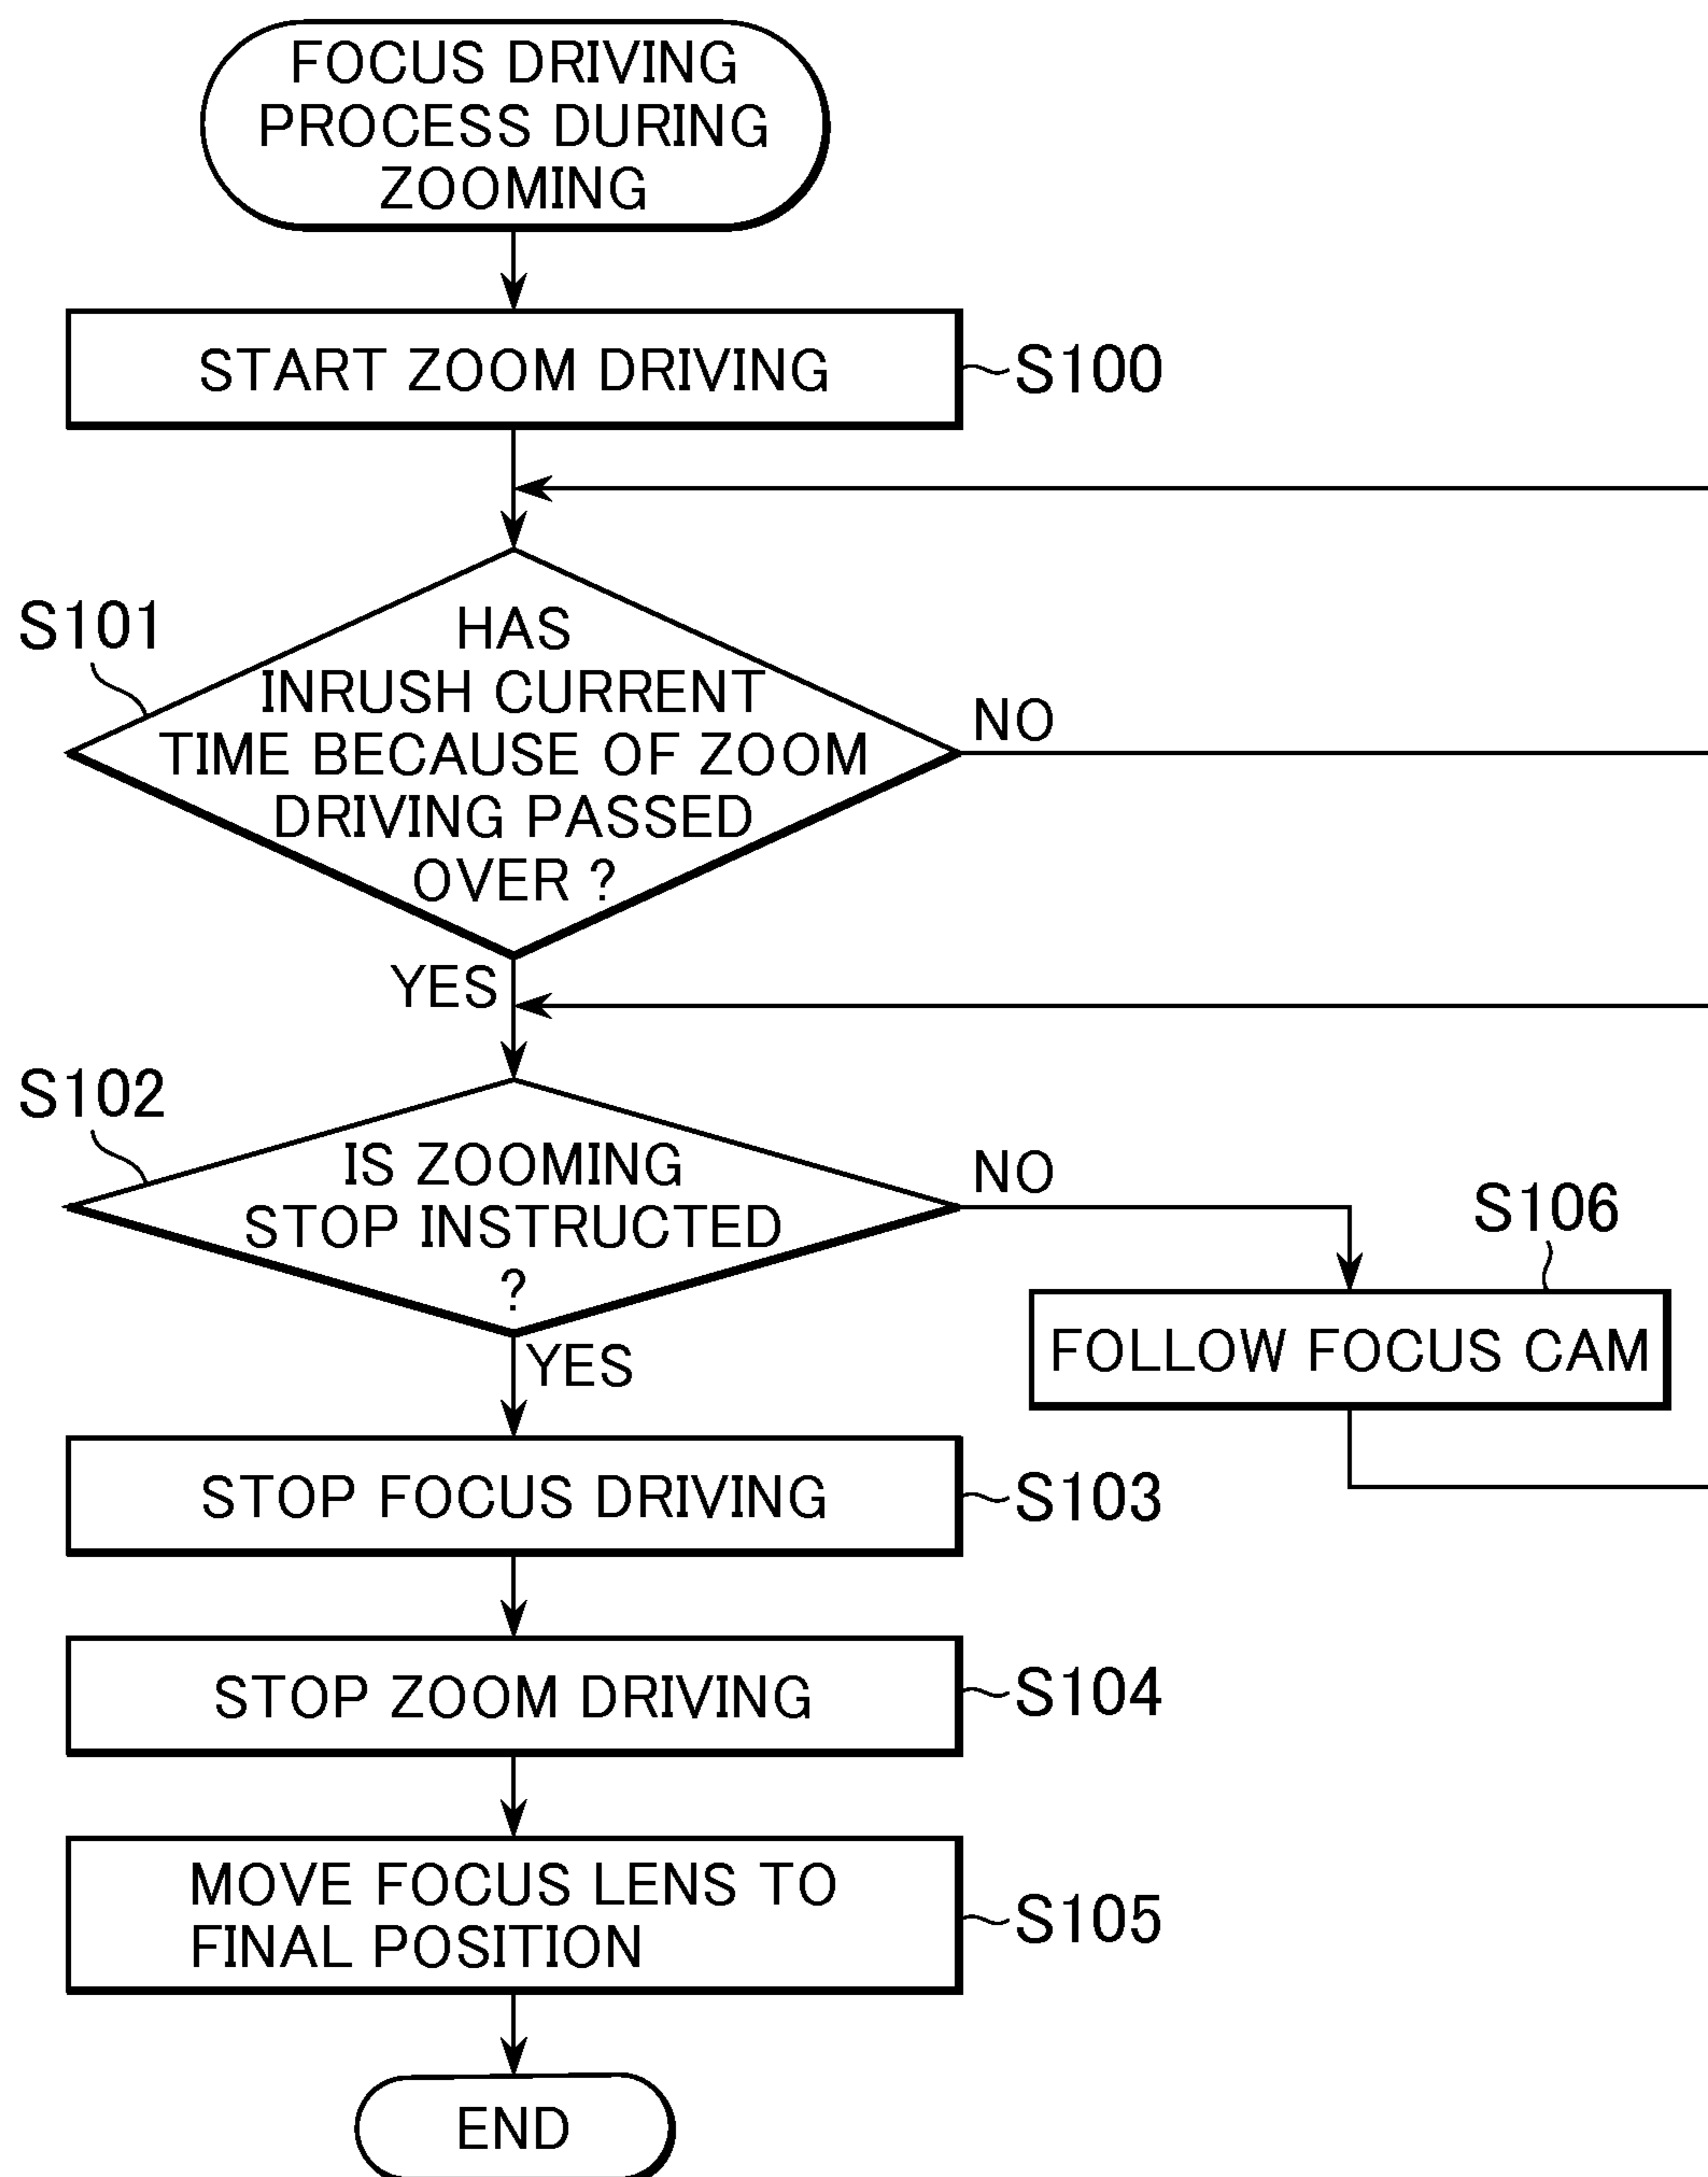 FOCUS DRIVING
PROCESS DURING
ZOOMING
START ZOOM DRIVING
S100
S101
HAS
INRUSH CURRENT
TIME BECAUSE OF ZOOM
DRIVING PASSED
OVER ?
NO
YES
S102
IS ZOOMING
STOP INSTRUCTED
?
NO
S106
FOLLOW FOCUS CAM
YES
STOP FOCUS DRIVING
S103
STOP ZOOM DRIVING
S104
MOVE FOCUS LENS TO
FINAL POSITION
S105
END